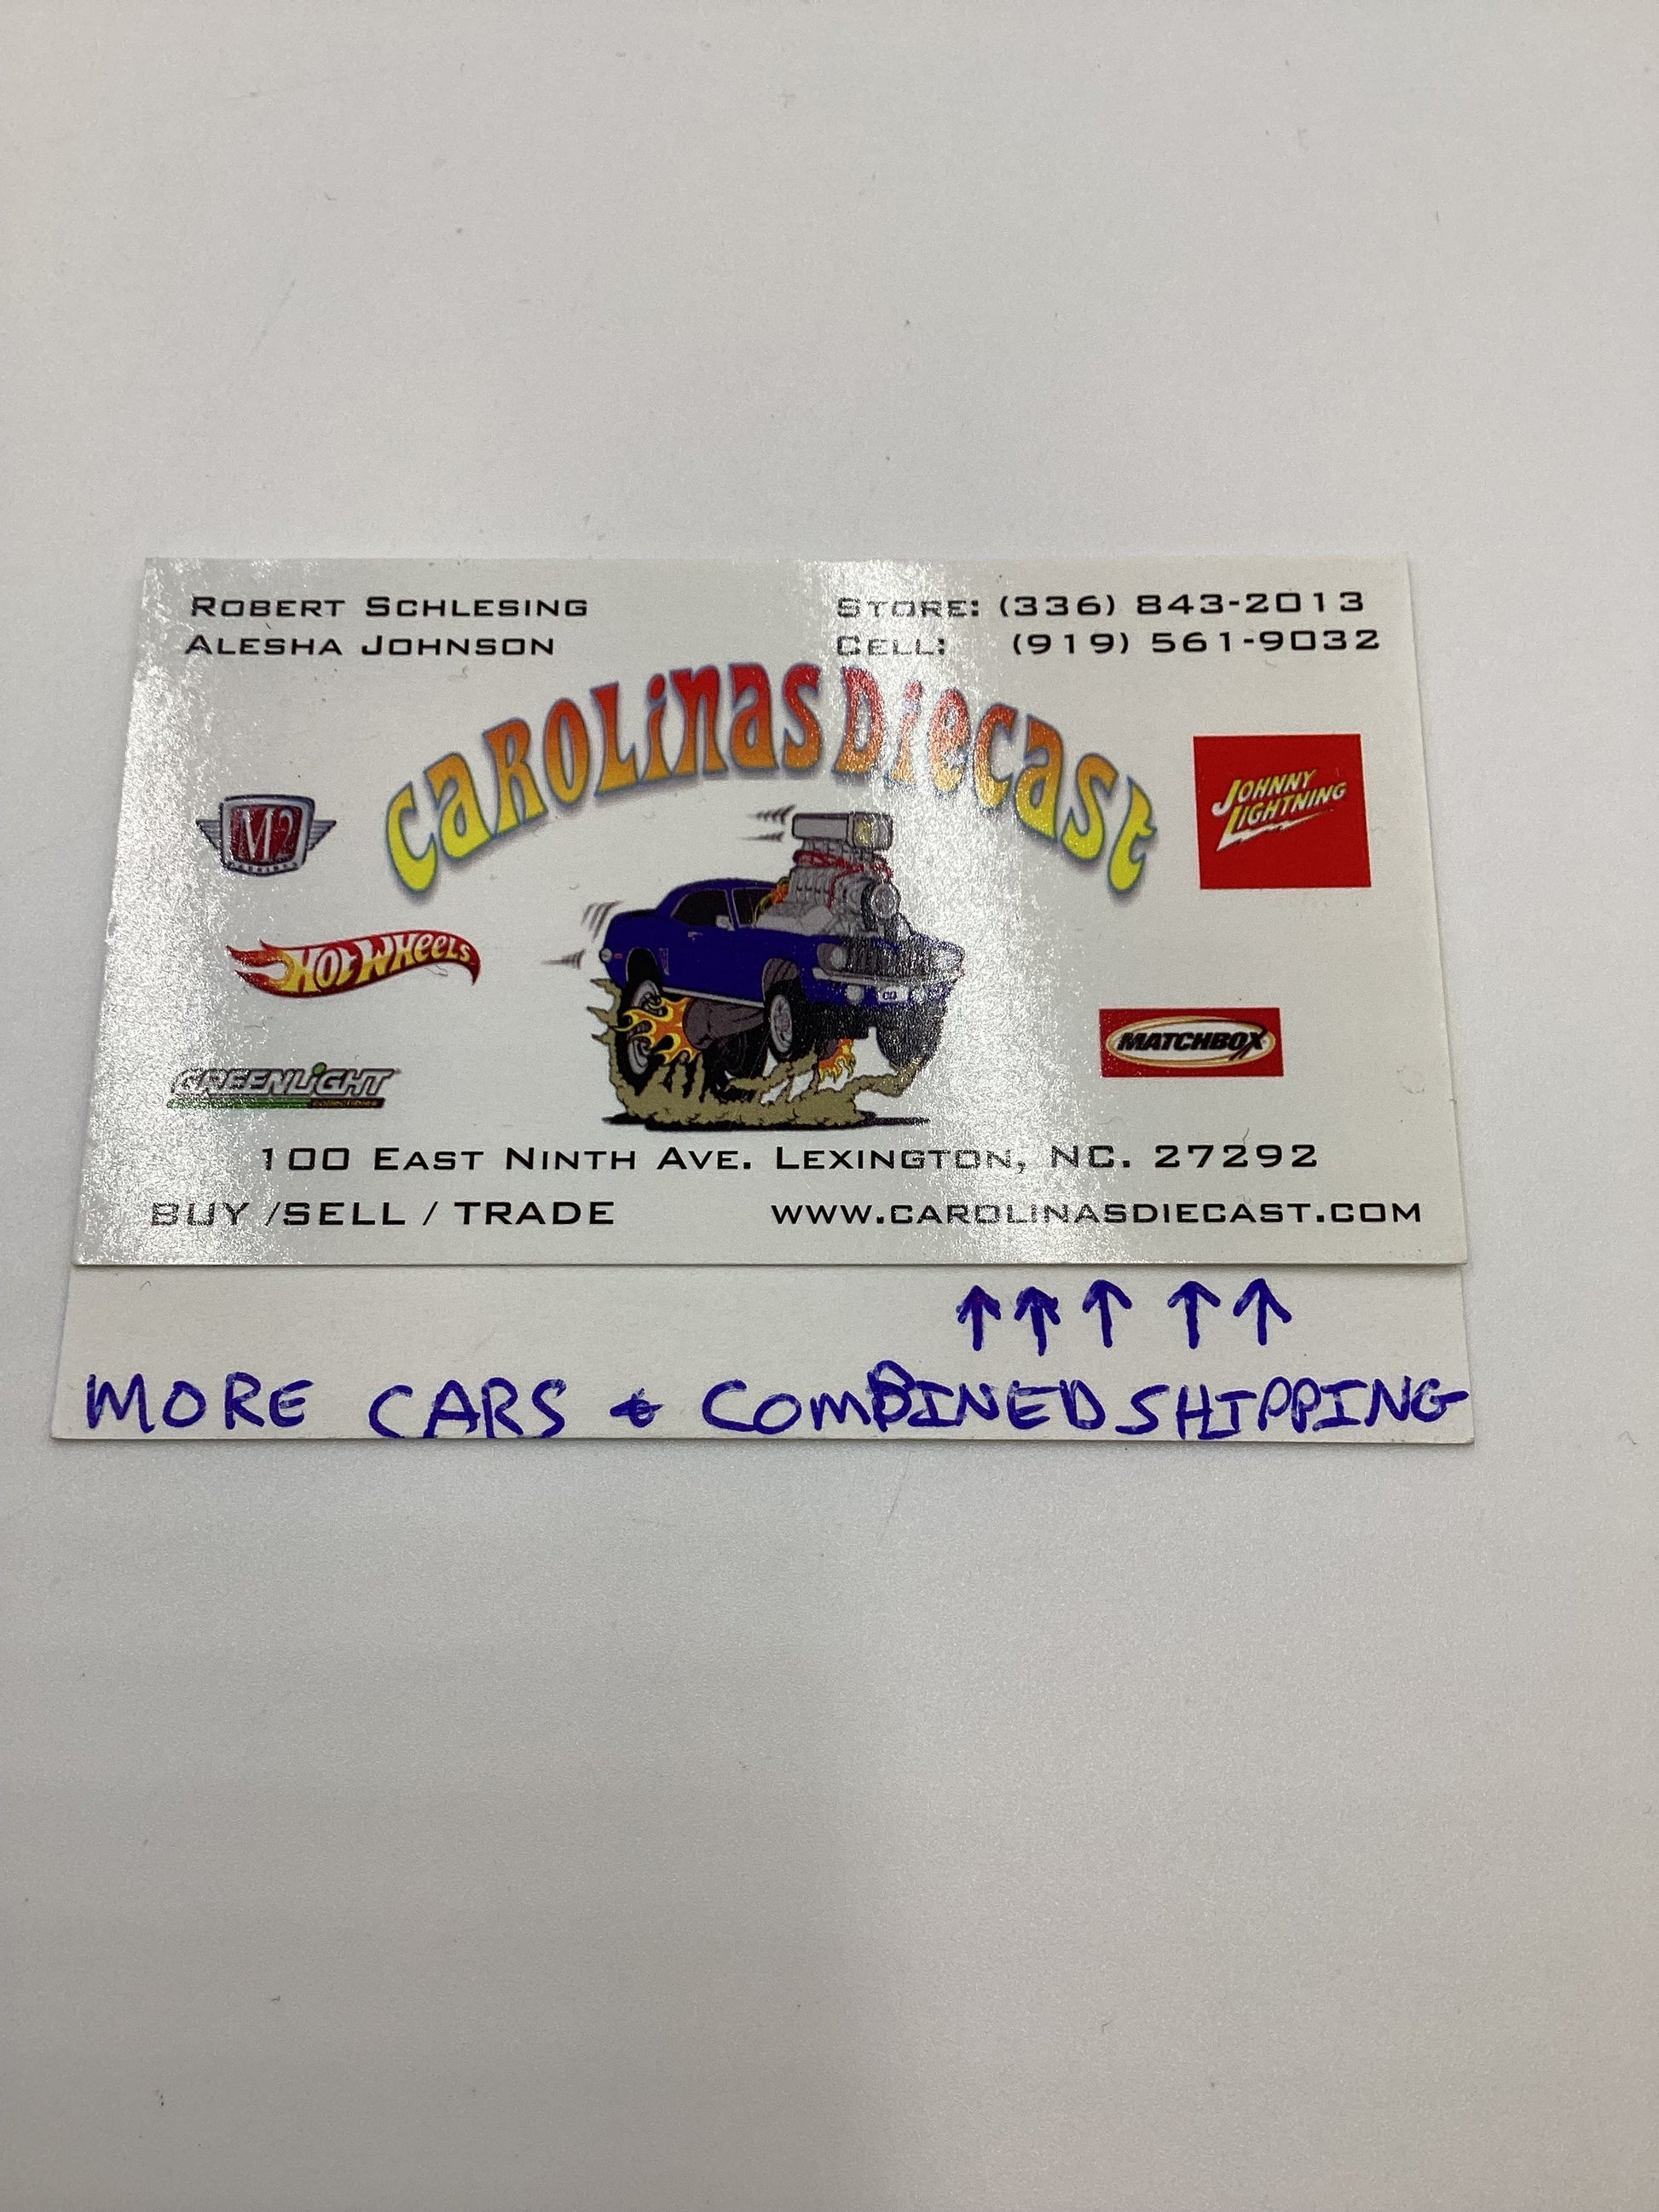 ROBERT SCHLESING
ALESHA JOHNSON
STORE: (336) 843-2013
CELL: (919) 561-9032
CAROLiNas DiecasT
M2
JOHNNY
LIGHTNING
HOT WHEELS
MATCHBOX
GREENLiGHT
collectibles
100 EAST NINTH AVE. LEXINGTON, NC. 27292
BUY /SELL / TRADE
WWW.CAROLINASDIECAST.COM
MORE CARS & COMBINED SHIPPING